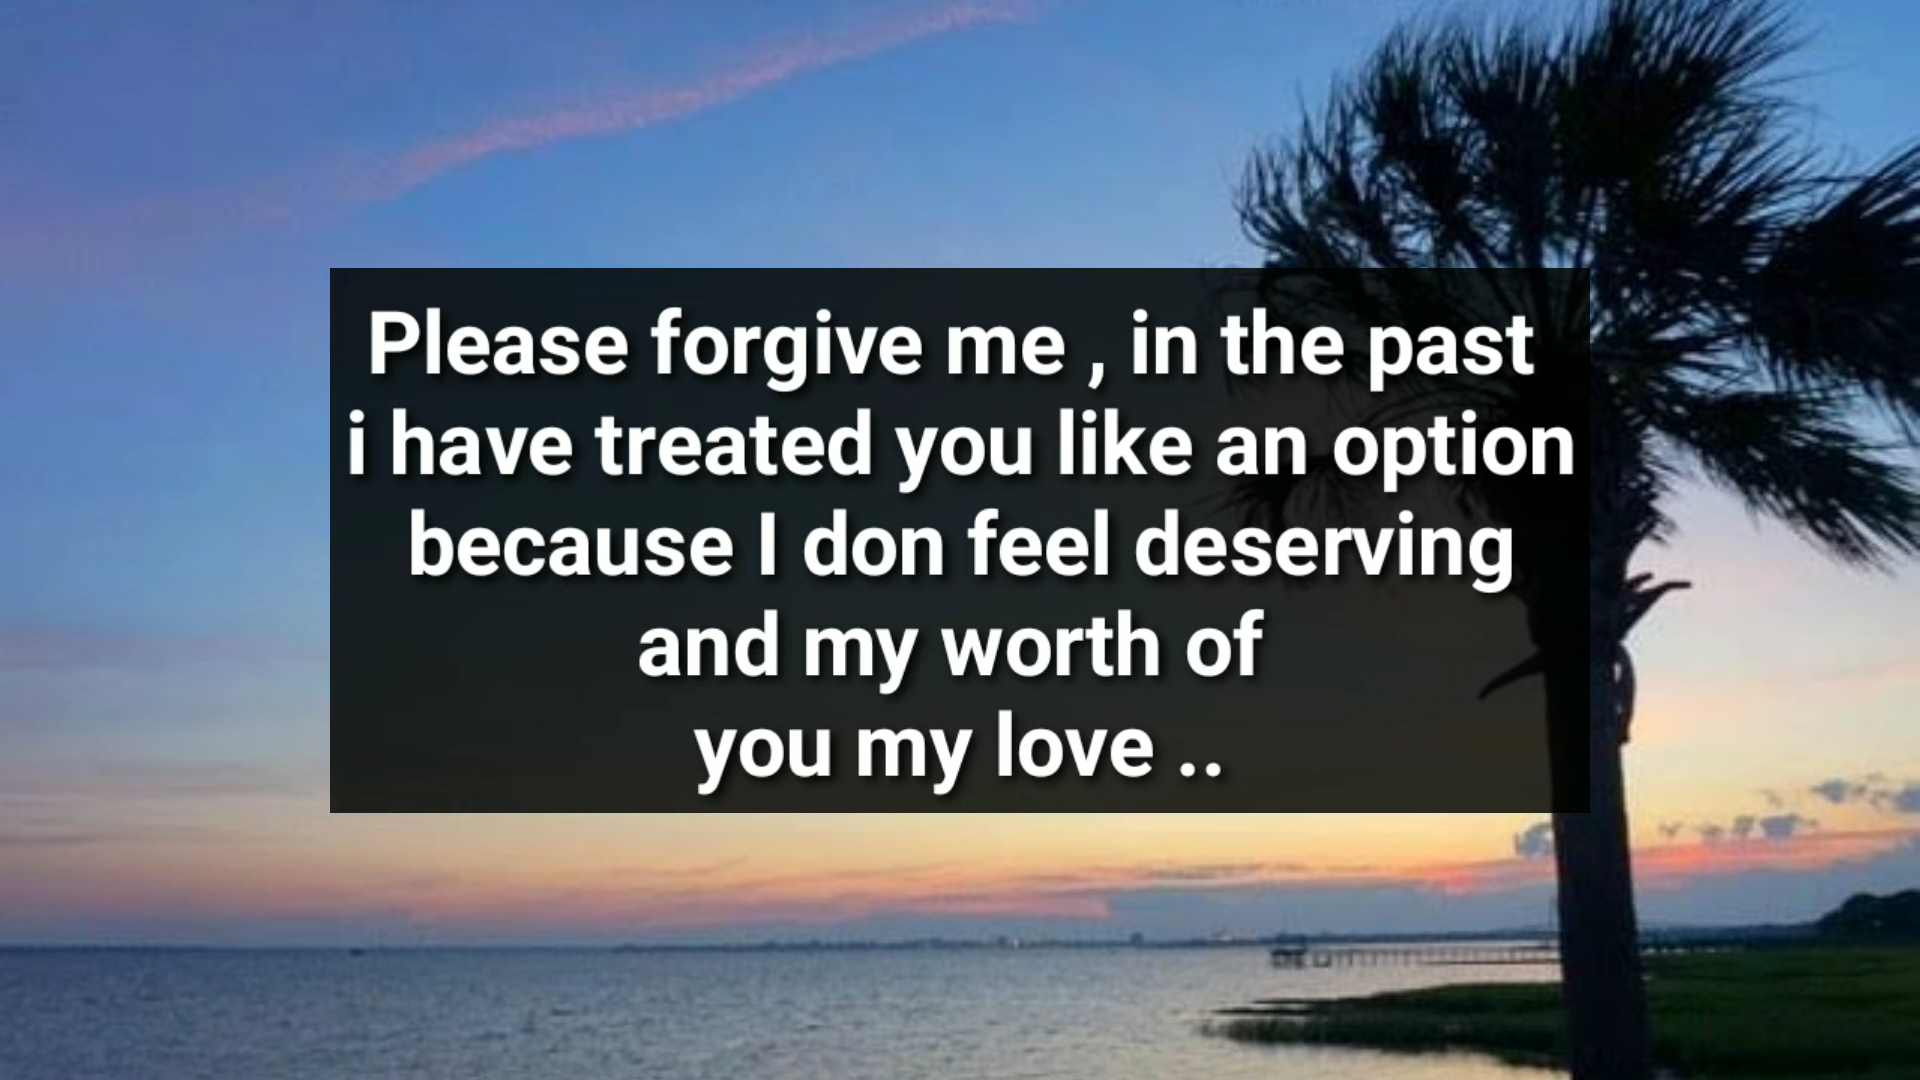 Please forgive me , in the past
i have treated you like an option
because I don feel deserving
and my worth of
you my love ..